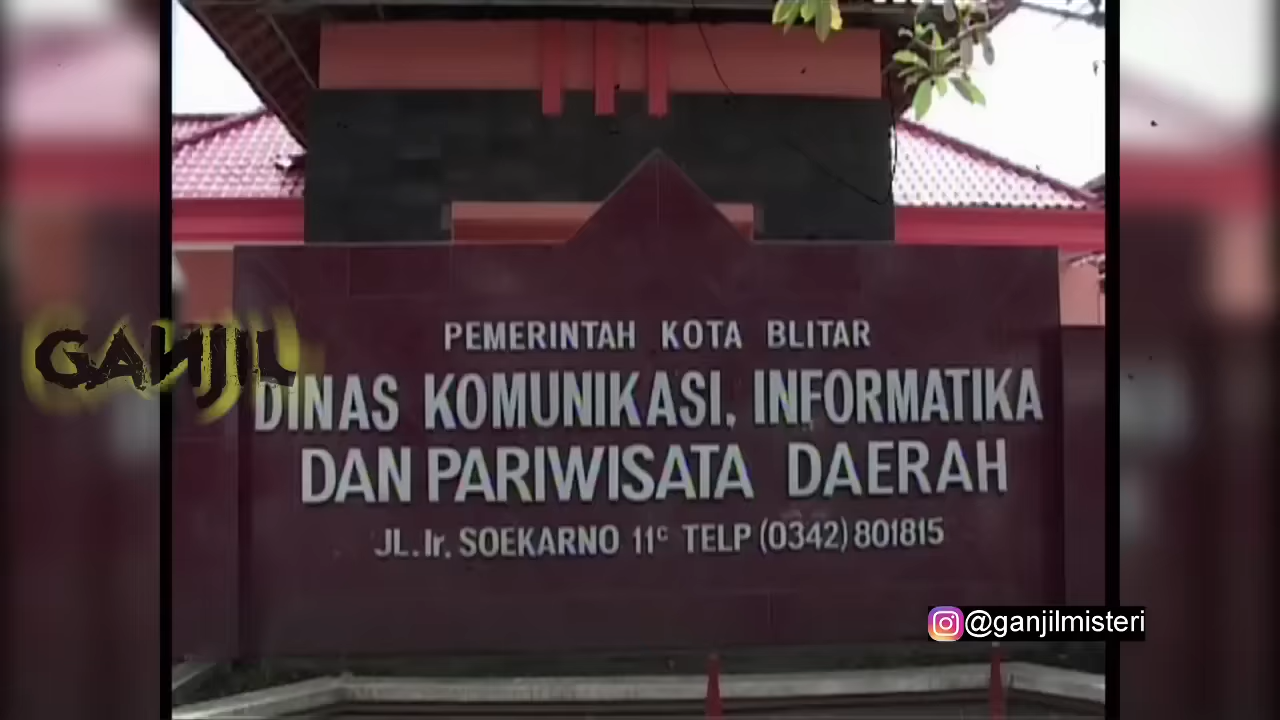 PEMERINTAH KOTA BLITAR
GANJIL
DINAS KOMUNIKASI, INFORMATIKA
DAN PARIWISATA DAERAH
JL.Ir. SOEKARNO 11ᶜ TELP (0342) 801815
@ganjilmisteri